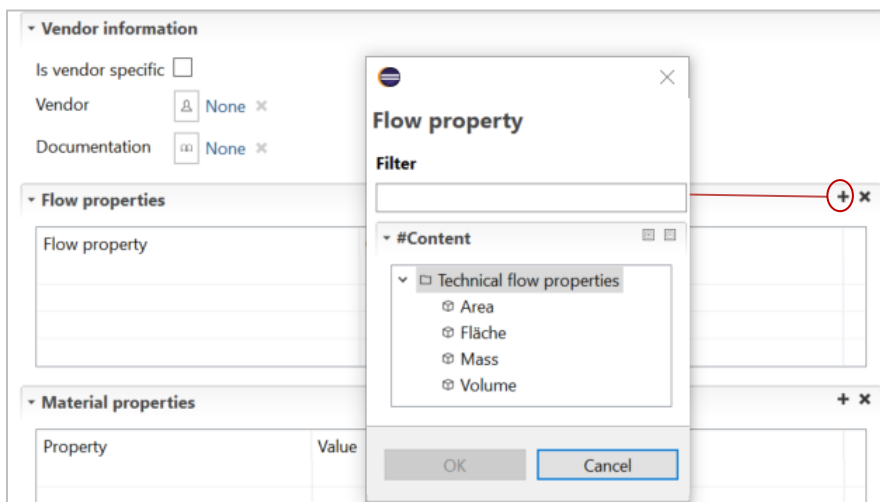 Vendor information
Is vendor specific
Vendor None
Documentation None
Flow properties
Flow property
Material properties
Property Value
Flow property
Filter
#Content
Technical flow properties
Area
Fläche
Mass
Volume
OK Cancel